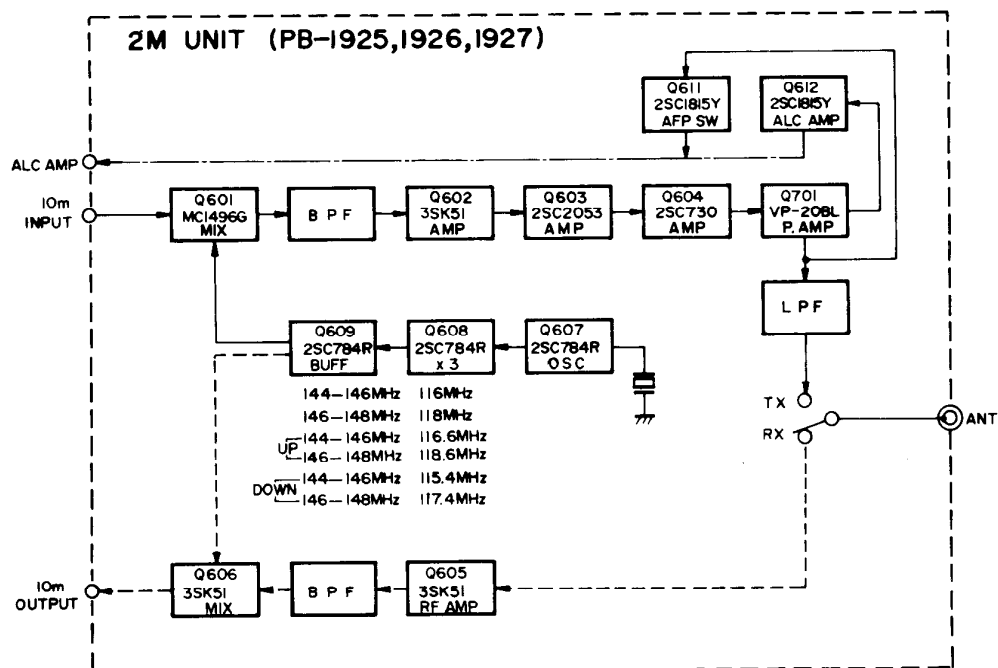 2M UNIT (PB-1925,1926,1927)
Q611
2SC1815Y
AFP SW
Q612
2SC1815Y
ALC AMP
ALC AMP
10m
INPUT
Q601
MC1496G
MIX
B P F
Q602
3SK51
AMP
Q603
2SC2053
AMP
Q604
2SC730
AMP
Q701
VP-20BL
P. AMP
L P F
Q609
2SC784R
BUFF
Q608
2SC784R
x 3
Q607
2SC784R
OSC
144-146MHz 116MHz
146-148MHz 118MHz
UP
144-146MHz 116.6MHz
146-148MHz 118.6MHz
DOWN
144-146MHz 115.4MHz
146-148MHz 117.4MHz
TX
RX
ANT
10m
OUTPUT
Q606
3SK51
MIX
B P F
Q605
3SK51
RF AMP